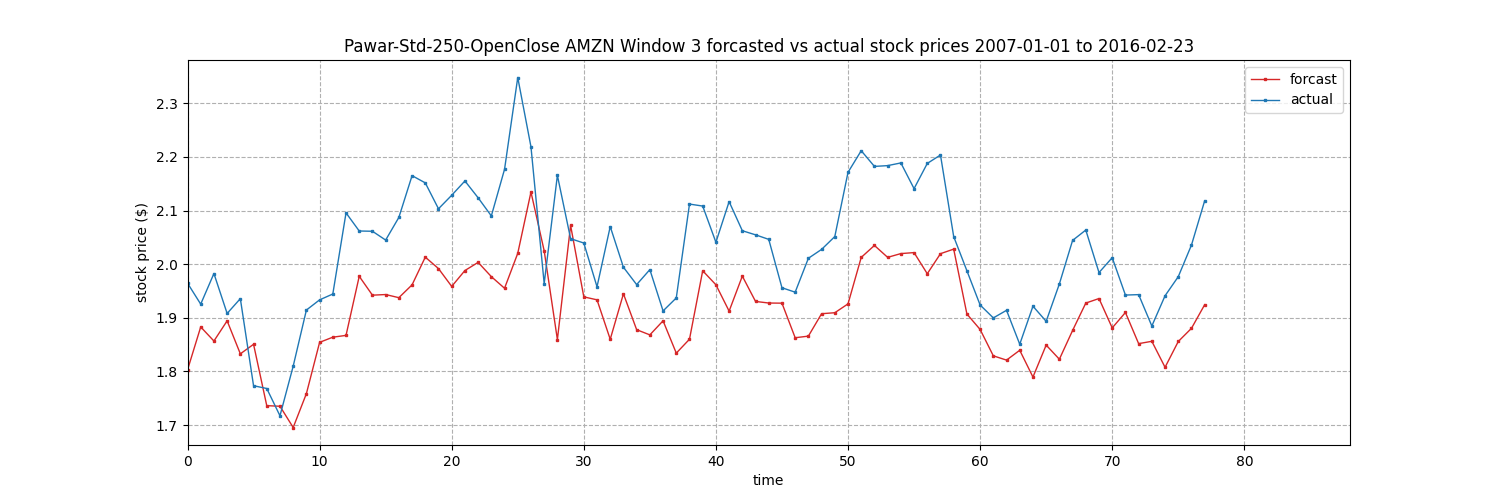 Pawar-Std-250-OpenClose AMZN Window 3 forcasted vs actual stock prices 2007-01-01 to 2016-02-23
forcast
actual
stock price ($)
2.3
2.2
2.1
2.0
1.9
1.8
1.7
0 10 20 30 40 50 60 70 80
time